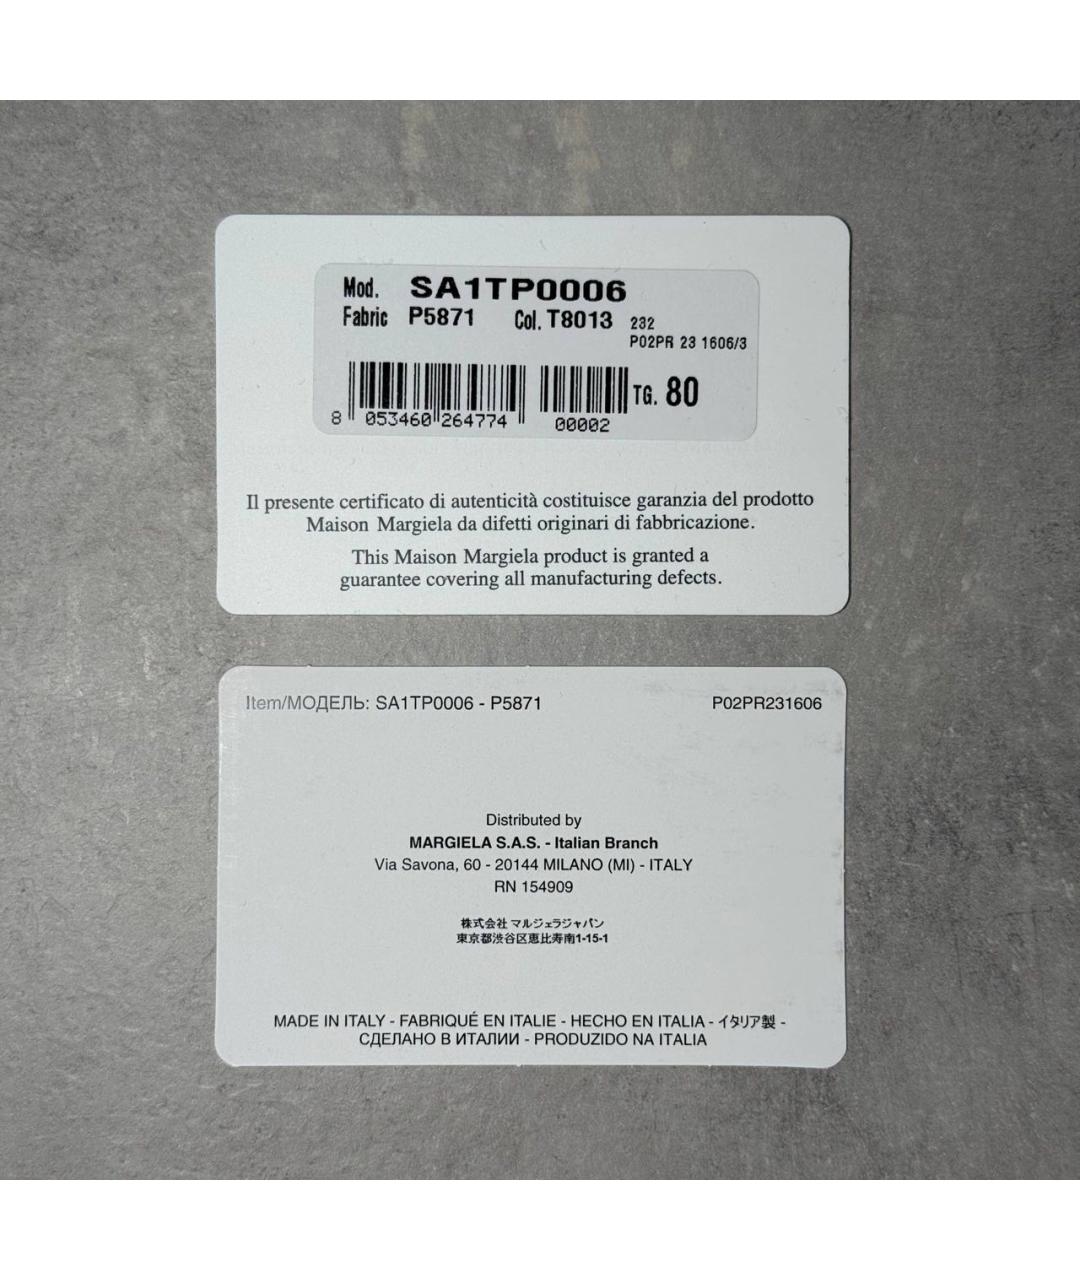 Mod. SA1TP0006
Fabric P5871 Col. T8013 232
P02PR 23 1606/3
TG. 80
8 053460 264774 00002
Il presente certificato di autenticità costituisce garanzia del prodotto
Maison Margiela da difetti originari di fabbricazione.
This Maison Margiela product is granted a
guarantee covering all manufacturing defects.
Item/МОДЕЛЬ: SA1TP0006 - P5871 P02PR231606
Distributed by
MARGIELA S.A.S. - Italian Branch
Via Savona, 60 - 20144 MILANO (MI) - ITALY
RN 154909
株式会社 マルジェラジャパン
東京都渋谷区恵比寿南1-15-1
MADE IN ITALY - FABRIQUÉ EN ITALIE - HECHO EN ITALIA - イタリア製 -
СДЕЛАНО В ИТАЛИИ - PRODUZIDO NA ITALIA